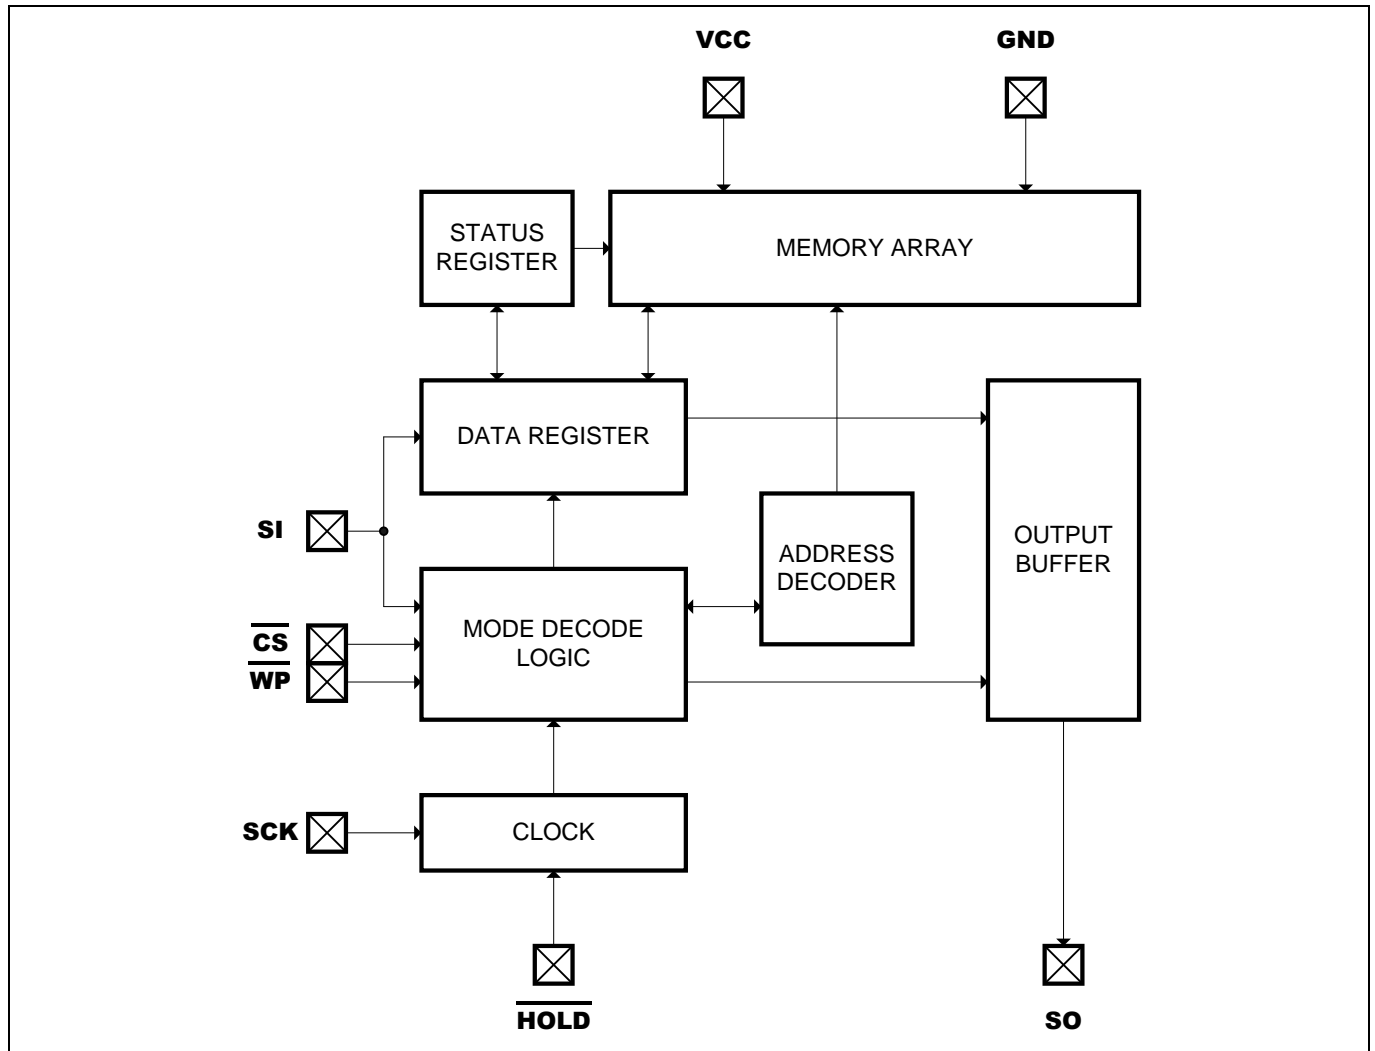 VCC
GND
STATUS
REGISTER
MEMORY ARRAY
DATA REGISTER
SI
ADDRESS
DECODER
OUTPUT
BUFFER
CS
WP
MODE DECODE
LOGIC
SCK
CLOCK
HOLD
SO